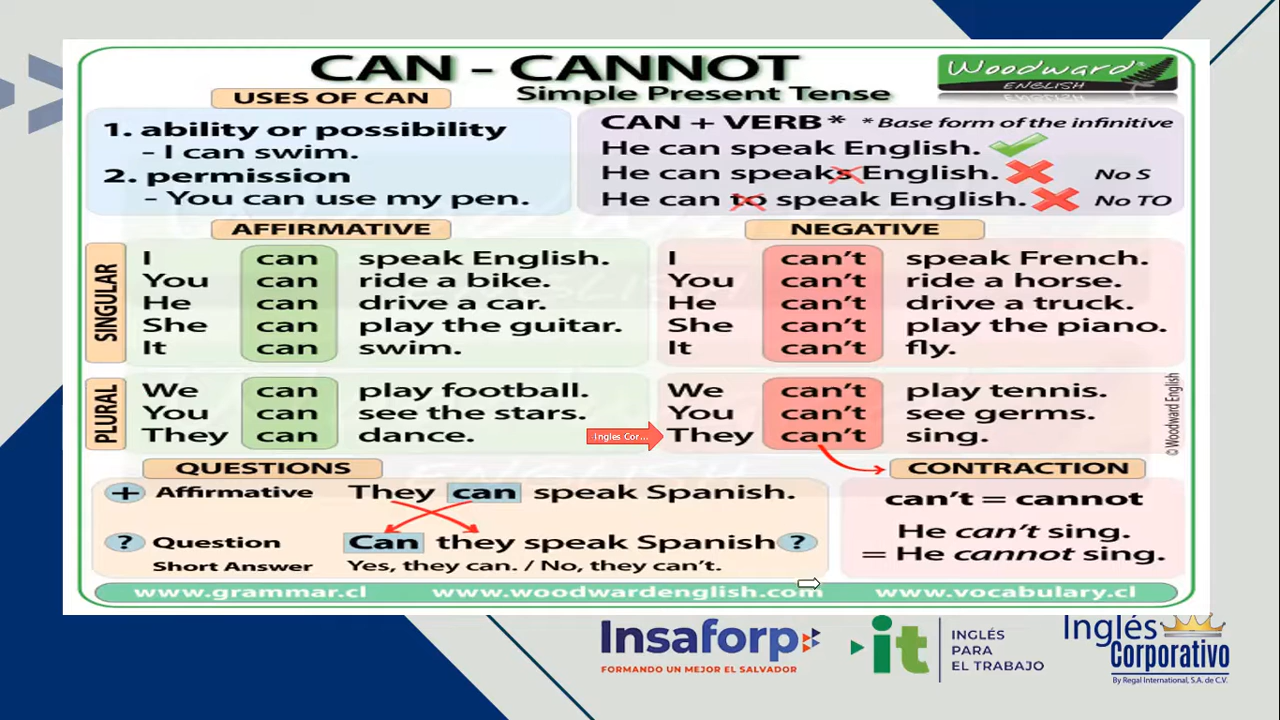 CAN - CANNOT
Simple Present Tense
Woodward®
ENGLISH
USES OF CAN
1. ability or possibility
- I can swim.
2. permission
- You can use my pen.
CAN + VERB* * Base form of the infinitive
He can speak English.
He can speaks English. No S
He can to speak English. No TO
AFFIRMATIVE
SINGULAR
I can speak English.
You can ride a bike.
He can drive a car.
She can play the guitar.
It can swim.
PLURAL
We can play football.
You can see the stars.
They can dance.
NEGATIVE
I can't speak French.
You can't ride a horse.
He can't drive a truck.
She can't play the piano.
It can't fly.
We can't play tennis.
You can't see germs.
Ingles Cor...
They can't sing.
© Woodward English
QUESTIONS
+ Affirmative They can speak Spanish.
? Question Can they speak Spanish ?
Short Answer Yes, they can. / No, they can't.
CONTRACTION
can't = cannot
He can't sing.
= He cannot sing.
www.grammar.cl www.woodwardenglish.com www.vocabulary.cl
Insaforp
FORMANDO UN MEJOR EL SALVADOR
it
INGLÉS
PARA
EL TRABAJO
Inglés
Corporativo
By Regal International, S.A. de C.V.